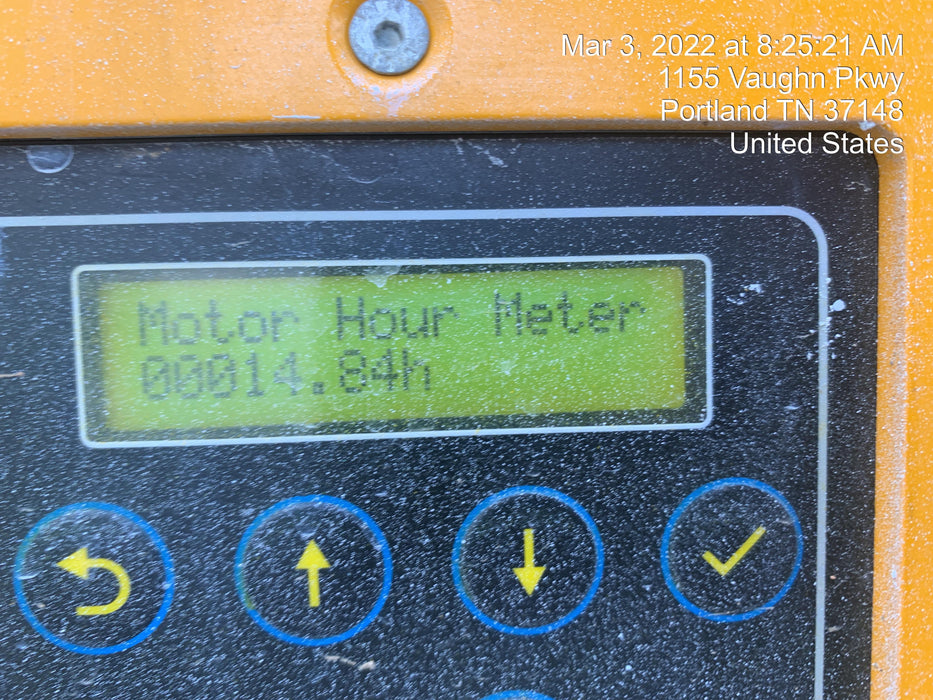 Mar 3, 2022 at 8:25:21 AM
1155 Vaughn Pkwy
Portland TN 37148
United States
Motor Hour Meter
00014.84h